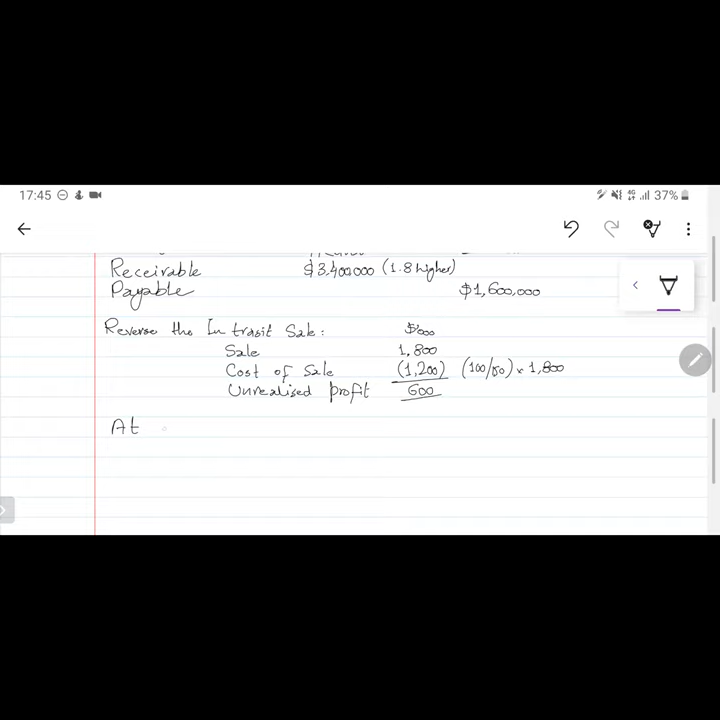 17:45 4G 37%
Receivable $3,400,000 (1.8 higher)
Payable $1,600,000
Reverse the In transit Sale: $'000
Sale 1,800
Cost of Sale (1,200) (100/150) × 1,800
Unrealised profit 600
At